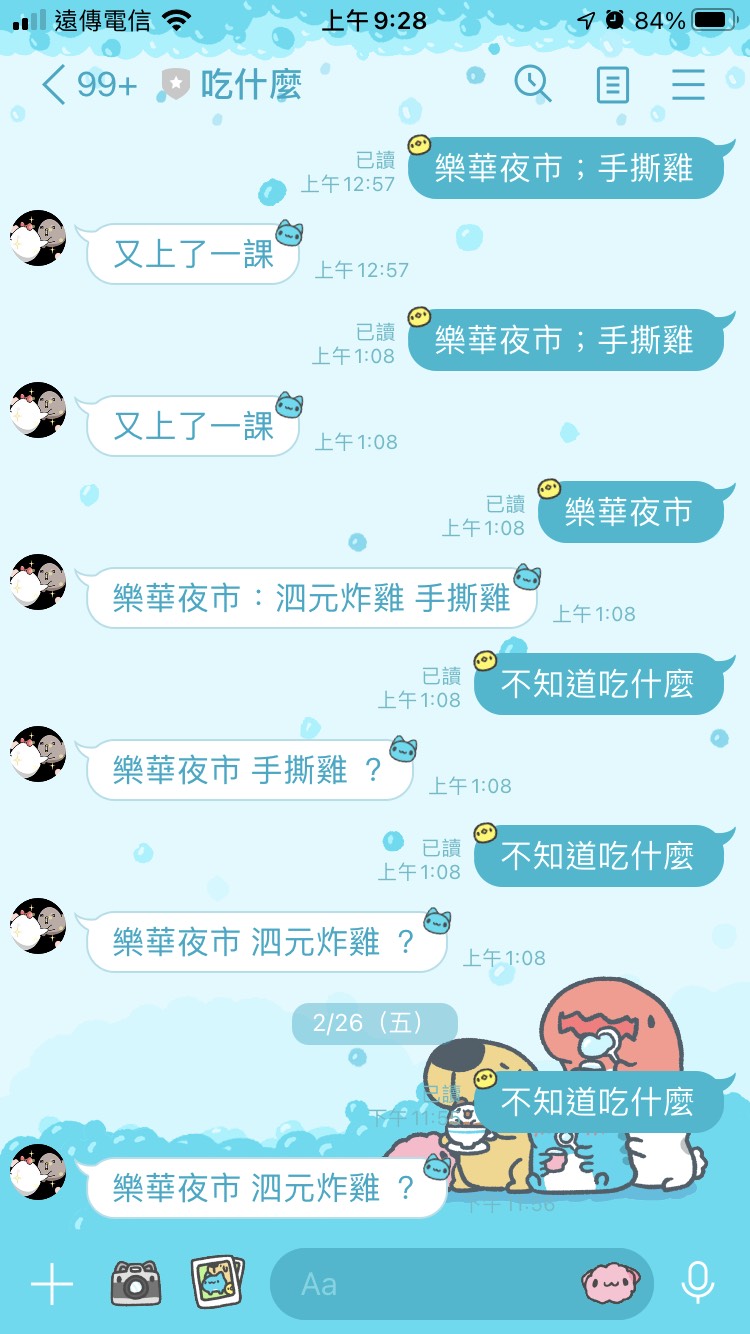 遠傳電信
上午9:28
84%
99+
吃什麼
已讀
上午12:57
樂華夜市；手撕雞
又上了一課
上午12:57
已讀
上午1:08
樂華夜市；手撕雞
又上了一課
上午1:08
已讀
上午1:08
樂華夜市
樂華夜市：泗元炸雞 手撕雞
上午1:08
已讀
上午1:08
不知道吃什麼
樂華夜市 手撕雞 ？
上午1:08
已讀
上午1:08
不知道吃什麼
樂華夜市 泗元炸雞 ？
上午1:08
2/26（五）
已讀
不知道吃什麼
樂華夜市 泗元炸雞 ？
下午11:56
Aa